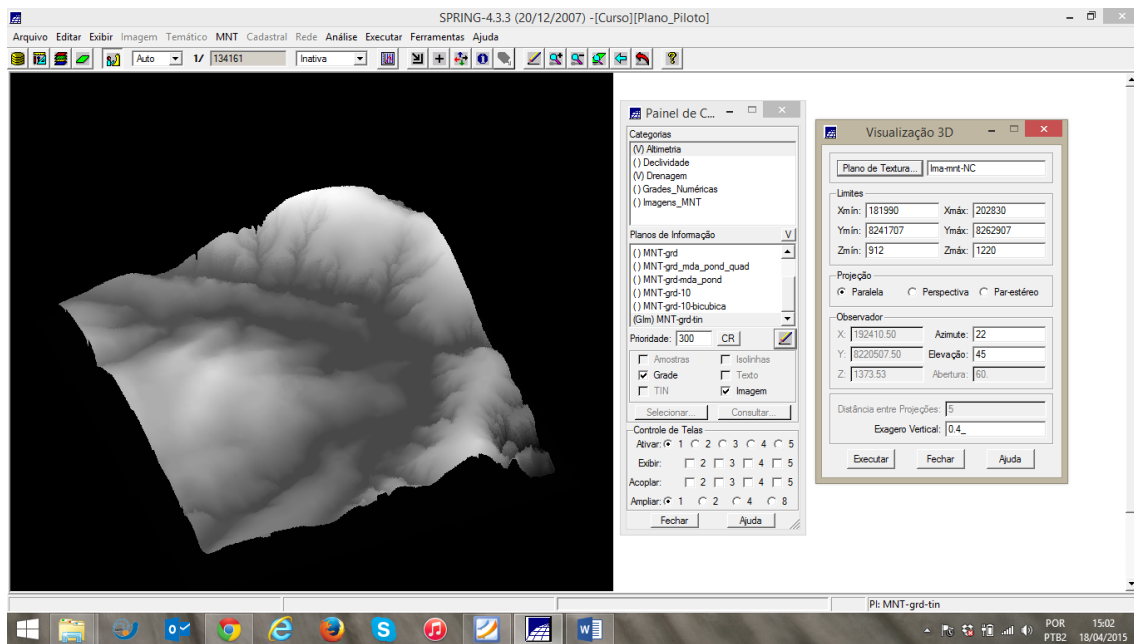 SPRING-4.3.3 (20/12/2007) -[Curso][Plano_Piloto]
Arquivo Editar Exibir Imagem Temático MNT Cadastral Rede Análise Executar Ferramentas Ajuda
Auto 1/ 134161 Inativa
Painel de C...
Categorias
(V) Altimetria
( ) Declividade
(V) Drenagem
( ) Grades_Numéricas
( ) Imagens_MNT
Planos de Informação V
( ) MNT-grd
( ) MNT-grd_mda_pond_quad
( ) MNT-grd-mda_pond
( ) MNT-grd-10
( ) MNT-grd-10-bicubica
(GIm) MNT-grd-tin
Prioridade: 300 CR
Amostras Isolinhas
Grade Texto
TIN Imagem
Selecionar... Consultar...
Controle de Telas
Ativar: 1 2 3 4 5
Exibir: 2 3 4 5
Acoplar: 2 3 4 5
Ampliar: 1 2 4 8
Fechar Ajuda
Visualização 3D
Plano de Textura... Ima-mnt-NC
Limites
Xmín: 181990 Xmáx: 202830
Ymín: 8241707 Ymáx: 8262907
Zmín: 912 Zmáx: 1220
Projeção
Paralela Perspectiva Par-estéreo
Observador
X: 192410.50 Azimute: 22
Y: 8220507.50 Elevação: 45
Z: 1373.53 Abertura: 60.
Distância entre Projeções: 5
Exagero Vertical: 0.4_
Executar Fechar Ajuda
PI: MNT-grd-tin
POR 15:02
PTB2 18/04/2015